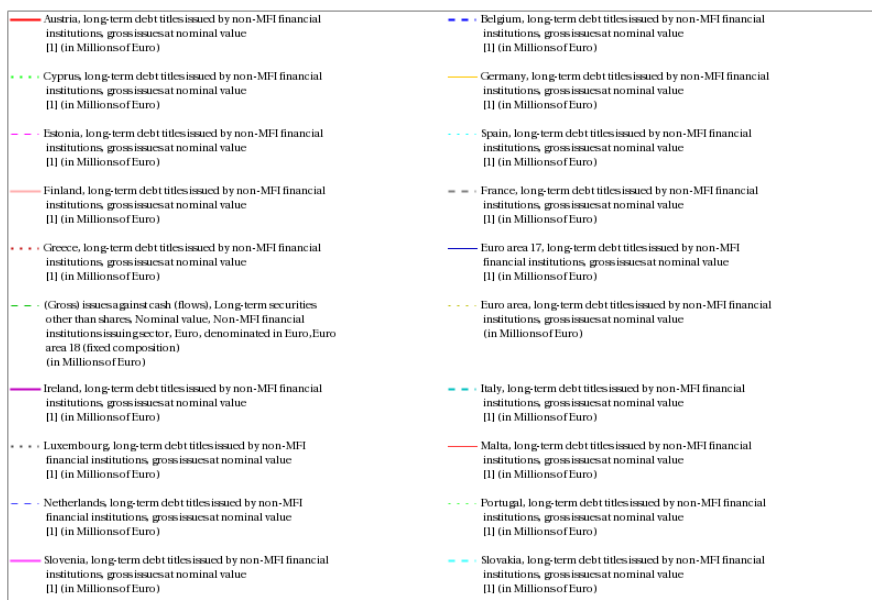 Austria, long-term debt titles issued by non-MFI financial
institutions, gross issues at nominal value
[1] (in Millions of Euro)
Belgium, long-term debt titles issued by non-MFI financial
institutions, gross issues at nominal value
[1] (in Millions of Euro)
Cyprus, long-term debt titles issued by non-MFI financial
institutions, gross issues at nominal value
[1] (in Millions of Euro)
Germany, long-term debt titles issued by non-MFI financial
institutions, gross issues at nominal value
[1] (in Millions of Euro)
Estonia, long-term debt titles issued by non-MFI financial
institutions, gross issues at nominal value
[1] (in Millions of Euro)
Spain, long-term debt titles issued by non-MFI financial
institutions, gross issues at nominal value
[1] (in Millions of Euro)
Finland, long-term debt titles issued by non-MFI financial
institutions, gross issues at nominal value
[1] (in Millions of Euro)
France, long-term debt titles issued by non-MFI financial
institutions, gross issues at nominal value
[1] (in Millions of Euro)
Greece, long-term debt titles issued by non-MFI financial
institutions, gross issues at nominal value
[1] (in Millions of Euro)
Euro area 17, long-term debt titles issued by non-MFI
financial institutions, gross issues at nominal value
[1] (in Millions of Euro)
(Gross) issues against cash (flows), Long-term securities
other than shares, Nominal value, Non-MFI financial
institutions issuing sector, Euro, denominated in Euro,Euro
area 18 (fixed composition)
(in Millions of Euro)
Euro area, long-term debt titles issued by non-MFI financial
institutions, gross issues at nominal value
(in Millions of Euro)
Ireland, long-term debt titles issued by non-MFI financial
institutions, gross issues at nominal value
[1] (in Millions of Euro)
Italy, long-term debt titles issued by non-MFI financial
institutions, gross issues at nominal value
[1] (in Millions of Euro)
Luxembourg, long-term debt titles issued by non-MFI
financial institutions, gross issues at nominal value
[1] (in Millions of Euro)
Malta, long-term debt titles issued by non-MFI financial
institutions, gross issues at nominal value
[1] (in Millions of Euro)
Netherlands, long-term debt titles issued by non-MFI
financial institutions, gross issues at nominal value
[1] (in Millions of Euro)
Portugal, long-term debt titles issued by non-MFI financial
institutions, gross issues at nominal value
[1] (in Millions of Euro)
Slovenia, long-term debt titles issued by non-MFI financial
institutions, gross issues at nominal value
[1] (in Millions of Euro)
Slovakia, long-term debt titles issued by non-MFI financial
institutions, gross issues at nominal value
[1] (in Millions of Euro)